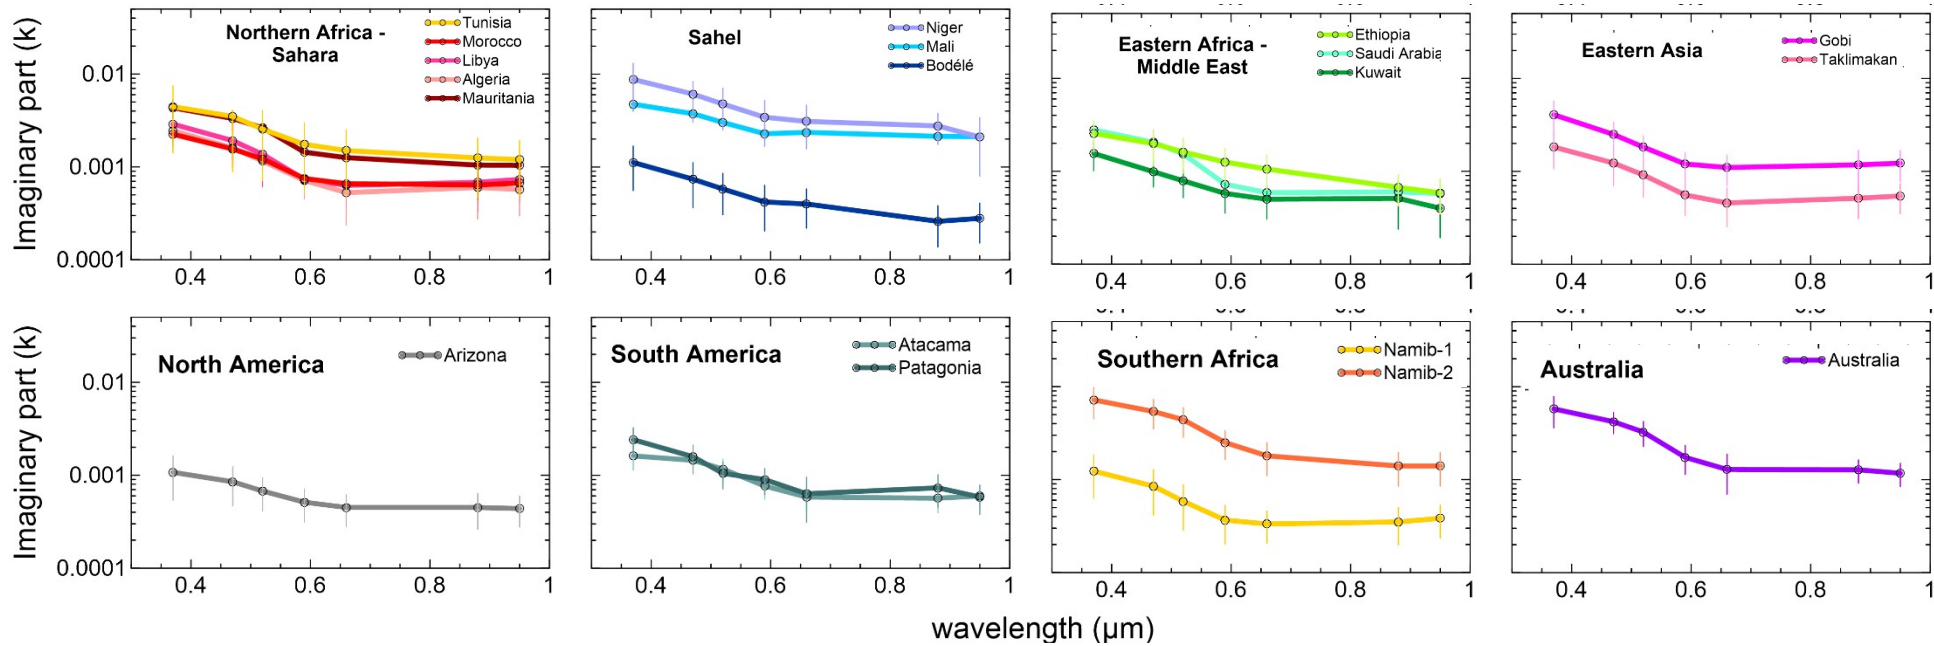 Imaginary part (k)
0.01
0.001
0.0001
Northern Africa -
Sahara
Tunisia
Morocco
Libya
Algeria
Mauritania
0.4 0.6 0.8 1
Sahel
Niger
Mali
Bodélé
0.4 0.6 0.8 1
Eastern Africa -
Middle East
Ethiopia
Saudi Arabia
Kuwait
0.4 0.6 0.8 1
Eastern Asia
Gobi
Taklimakan
0.4 0.6 0.8 1
Imaginary part (k)
0.01
0.001
0.0001
North America
Arizona
0.4 0.6 0.8 1
South America
Atacama
Patagonia
0.4 0.6 0.8 1
Southern Africa
Namib-1
Namib-2
0.4 0.6 0.8 1
Australia
Australia
0.4 0.6 0.8 1
wavelength (µm)